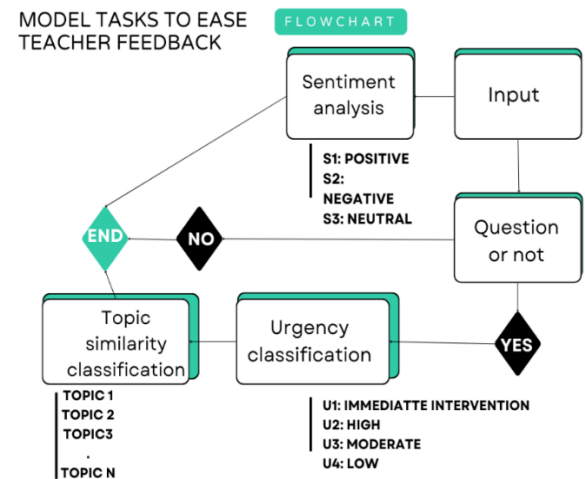 MODEL TASKS TO EASE
TEACHER FEEDBACK
FLOWCHART
Sentiment
analysis
Input
S1: POSITIVE
S2:
NEGATIVE
S3: NEUTRAL
Question
or not
END
NO
YES
Topic
similarity
classification
Urgency
classification
TOPIC 1
TOPIC 2
TOPIC3
.
TOPIC N
U1: IMMEDIATTE INTERVENTION
U2: HIGH
U3: MODERATE
U4: LOW